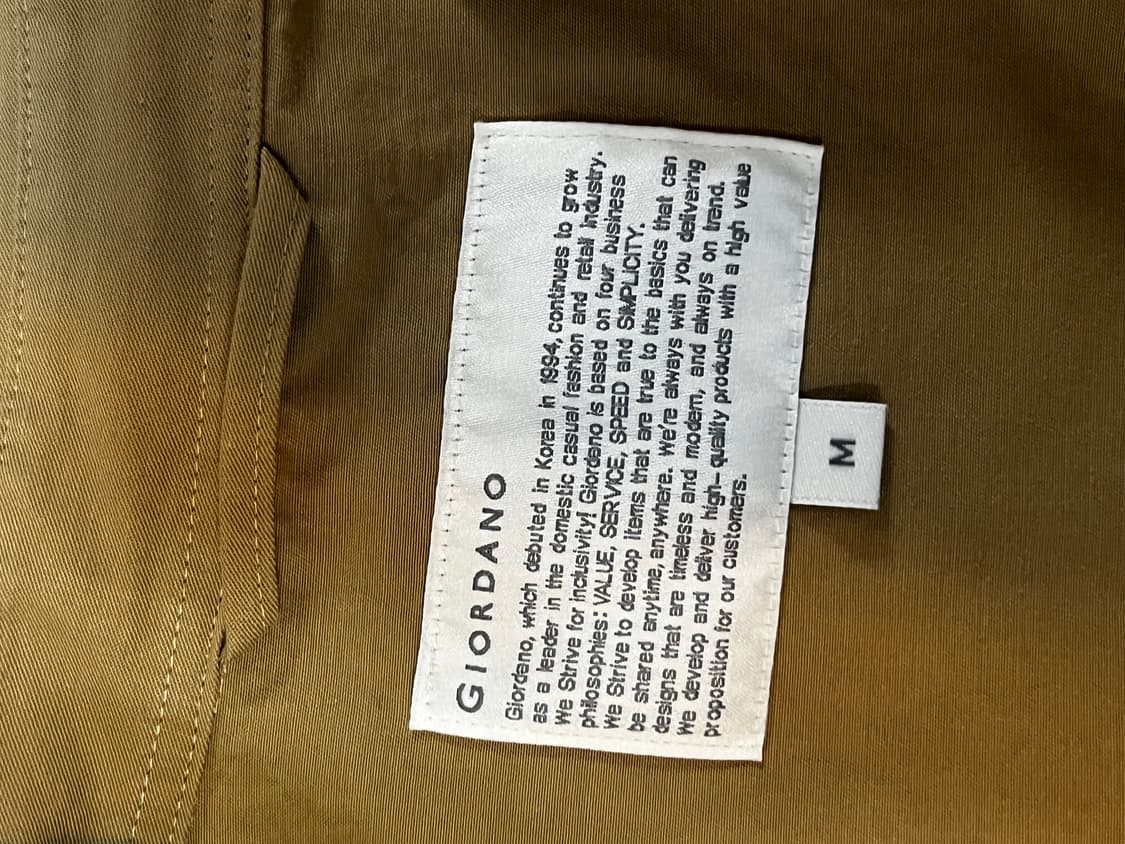 GIORDANO
Giordano, which debuted in Korea in 1994, continues to grow
as a leader in the domestic casual fashion and retail industry.
We Strive for inclusivity! Giordano is based on four business
philosophies: VALUE, SERVICE, SPEED and SIMPLICITY.
We Strive to develop items that are true to the basics that can
be shared anytime, anywhere. We're always with you delivering
designs that are timeless and modern, and always on trend.
We develop and deliver high-quality products with a high value
proposition for our customers.
M